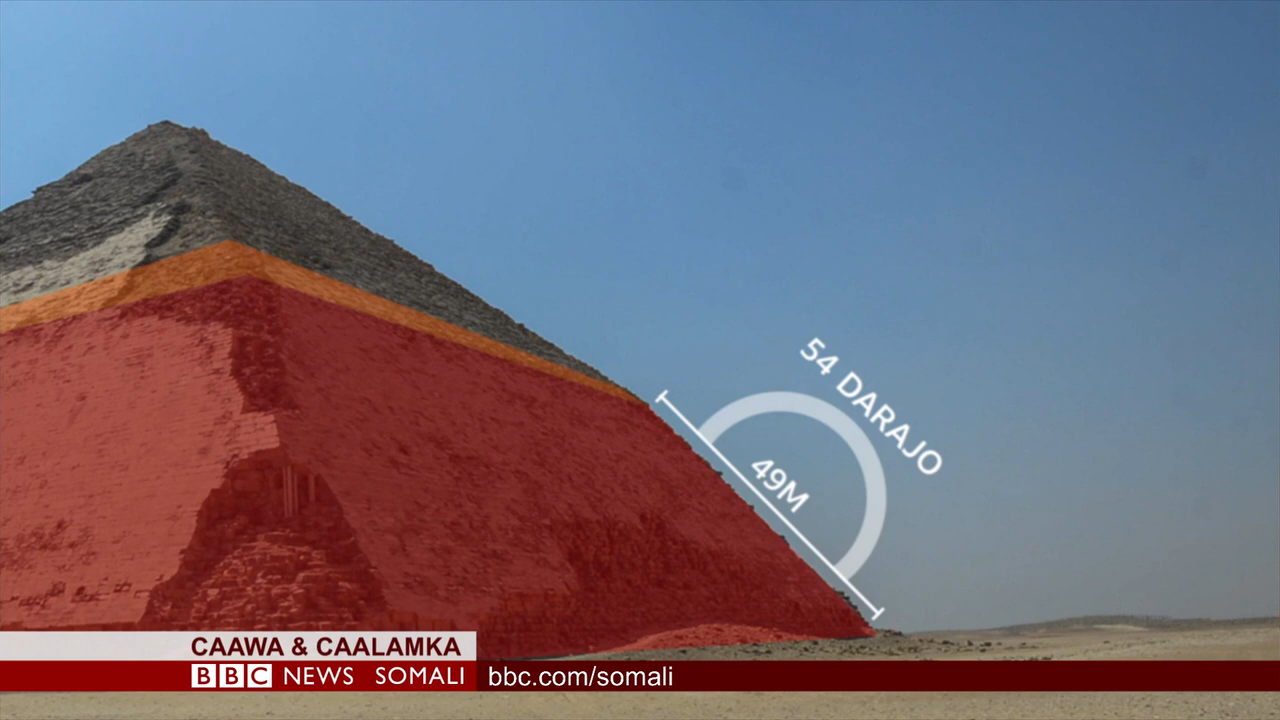 54 DARAJO
49M
CAAWA & CAALAMKA
BBC NEWS SOMALI bbc.com/somali